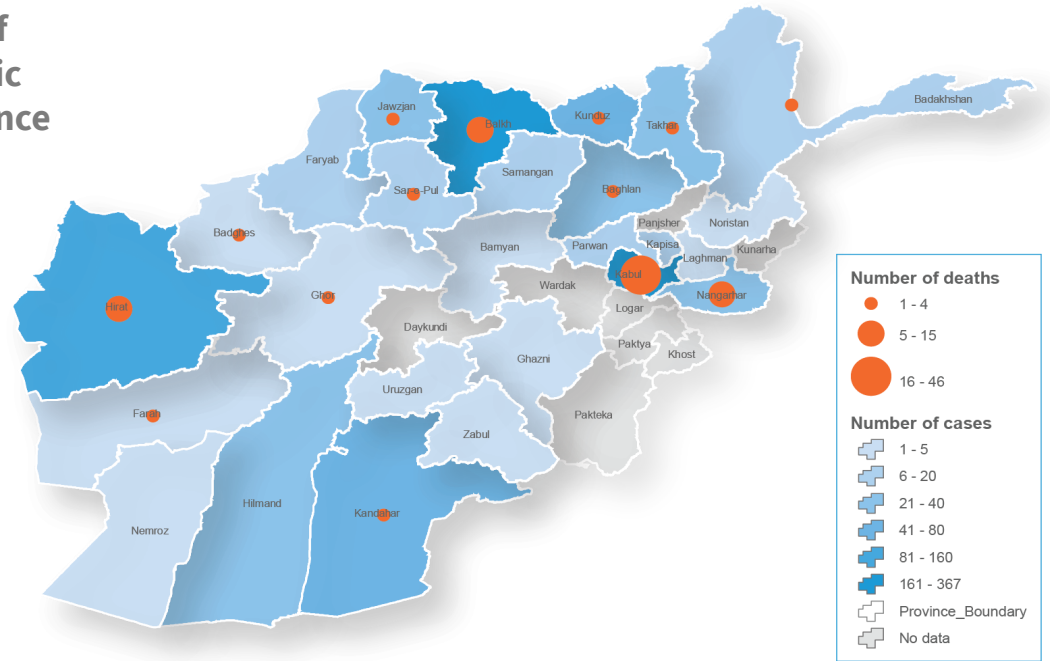 f
ic
nce
Jawzjan
Balkh
Kunduz
Takhar
Badakhshan
Faryab
Samangan
Sar-e-Pul
Baghlan
Badghes
Panjsher
Noristan
Bamyan
Parwan
Kapisa
Kunarha
Laghman
Kabul
Wardak
Nangarhar
Hirat
Ghor
Logar
Daykundi
Paktya
Khost
Ghazni
Uruzgan
Farah
Pakteka
Zabul
Hilmand
Kandahar
Nemroz
Number of deaths
1 - 4
5 - 15
16 - 46
Number of cases
1 - 5
6 - 20
21 - 40
41 - 80
81 - 160
161 - 367
Province_Boundary
No data